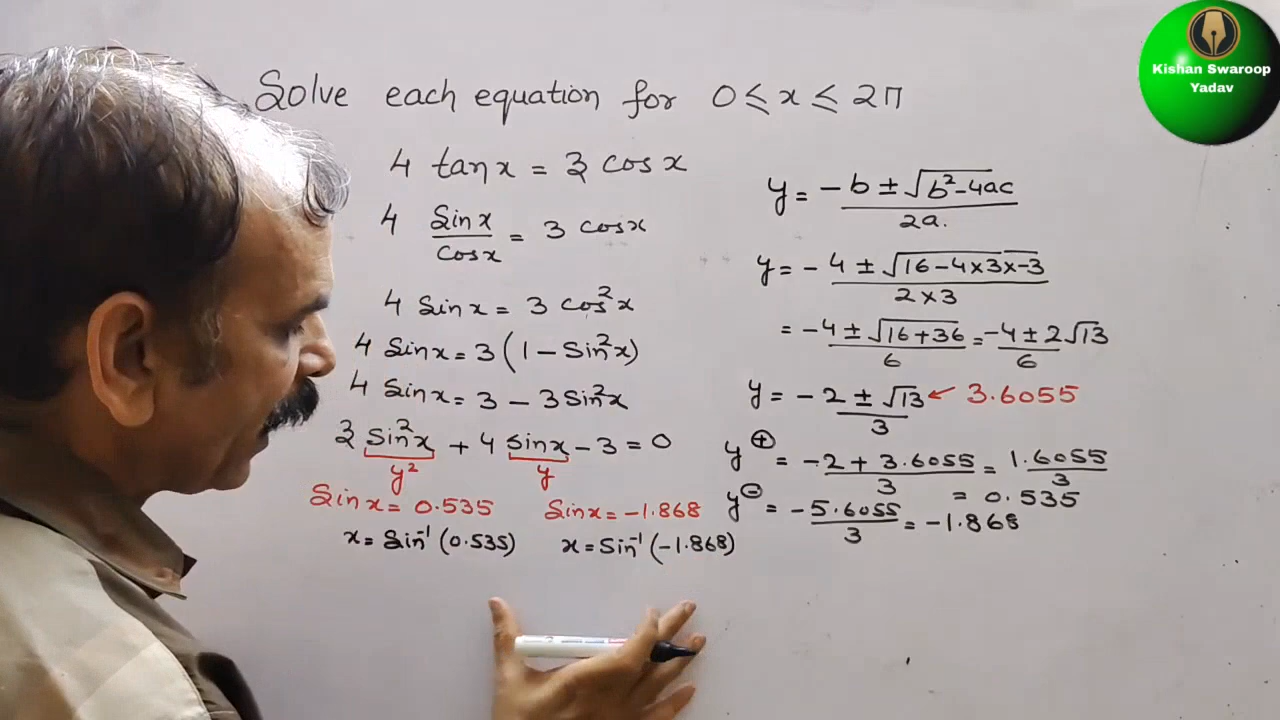 Solve each equation for 0 ≤ x ≤ 2π
4 tan x = 3 cos x
4 Sin x / cos x = 3 cos x
4 Sin x = 3 cos² x
4 Sin x = 3 (1 – Sin² x)
4 Sin x = 3 – 3 Sin² x
3 Sin² x + 4 Sin x – 3 = 0
y² y
Sin x = 0.535 Sin x = -1.868
x = Sin⁻¹ (0.535) x = Sin⁻¹ (-1.868)
y = -b ± √(b² – 4ac) / 2a.
y = -4 ± √(16 – 4×3×-3) / 2×3
= -4 ± √(16+36) / 6 = -4 ± 2√13 / 6
y = -2 ± √13 / 3 ← 3.6055
y⊕ = -2 + 3.6055 / 3 = 1.6055 / 3
= 0.535
y⊖ = -5.6055 / 3 = -1.868
Kishan Swaroop
Yadav